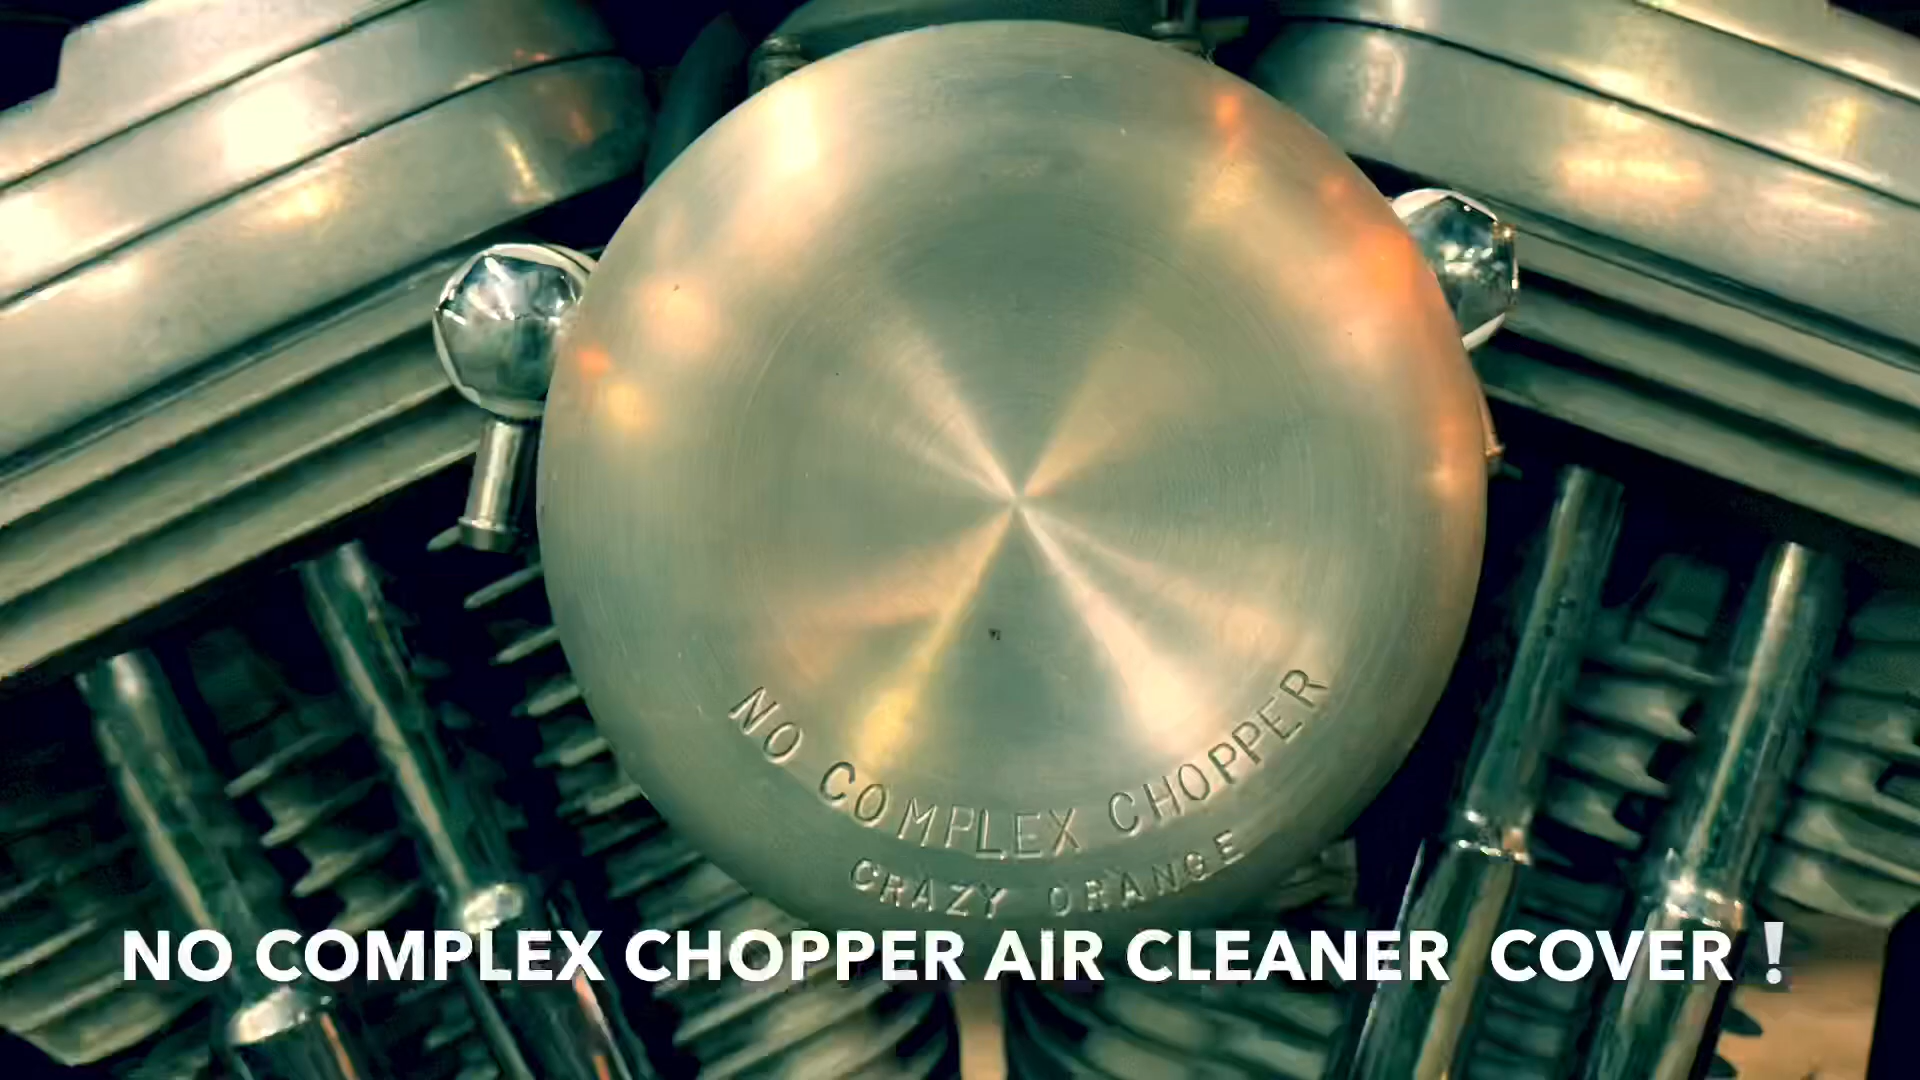 NO COMPLEX CHOPPER
CRAZY ORANGE
NO COMPLEX CHOPPER AIR CLEANER  COVER !